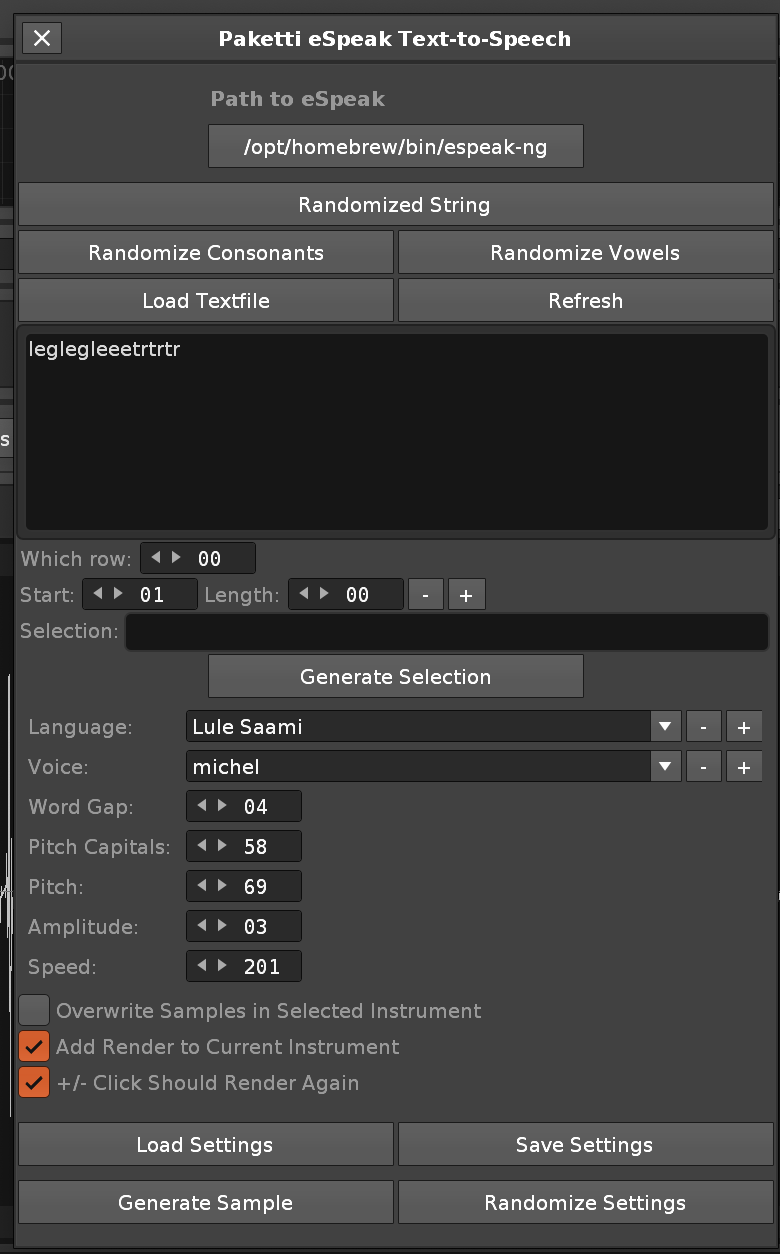 Paketti eSpeak Text-to-Speech
Path to eSpeak
/opt/homebrew/bin/espeak-ng
Randomized String
Randomize Consonants Randomize Vowels
Load Textfile Refresh
leglegleeetrtrtr
Which row: 00
Start: 01 Length: 00 - +
Selection:
Generate Selection
Language: Lule Saami - +
Voice: michel - +
Word Gap: 04
Pitch Capitals: 58
Pitch: 69
Amplitude: 03
Speed: 201
Overwrite Samples in Selected Instrument
Add Render to Current Instrument
+/- Click Should Render Again
Load Settings Save Settings
Generate Sample Randomize Settings